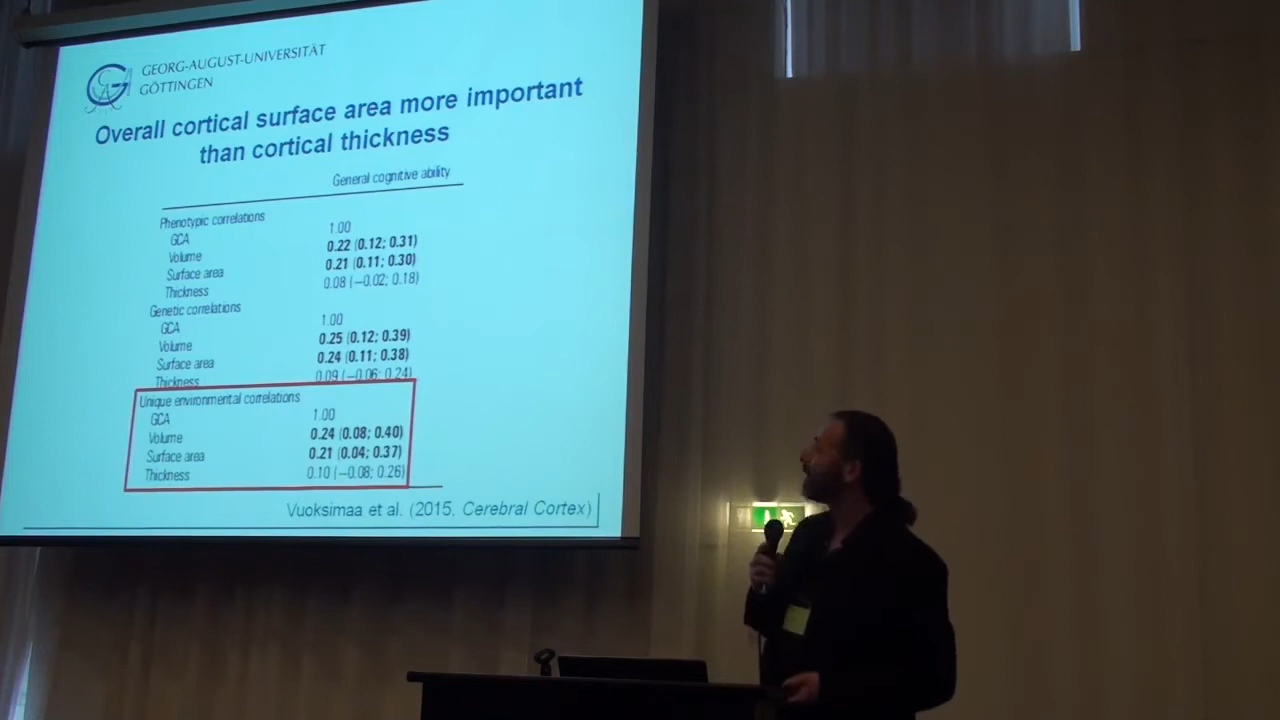 GEORG-AUGUST-UNIVERSITÄT
GÖTTINGEN
Overall cortical surface area more important
than cortical thickness
General cognitive ability
Phenotypic correlations
GCA 1.00
Volume 0.22 (0.12; 0.31)
Surface area 0.21 (0.11; 0.30)
Thickness 0.08 (−0.02; 0.18)
Genetic correlations
GCA 1.00
Volume 0.25 (0.12; 0.39)
Surface area 0.24 (0.11; 0.38)
Thickness 0.09 (−0.06; 0.24)
Unique environmental correlations
GCA 1.00
Volume 0.24 (0.08; 0.40)
Surface area 0.21 (0.04; 0.37)
Thickness 0.10 (−0.08; 0.26)
Vuoksimaa et al. (2015, Cerebral Cortex)